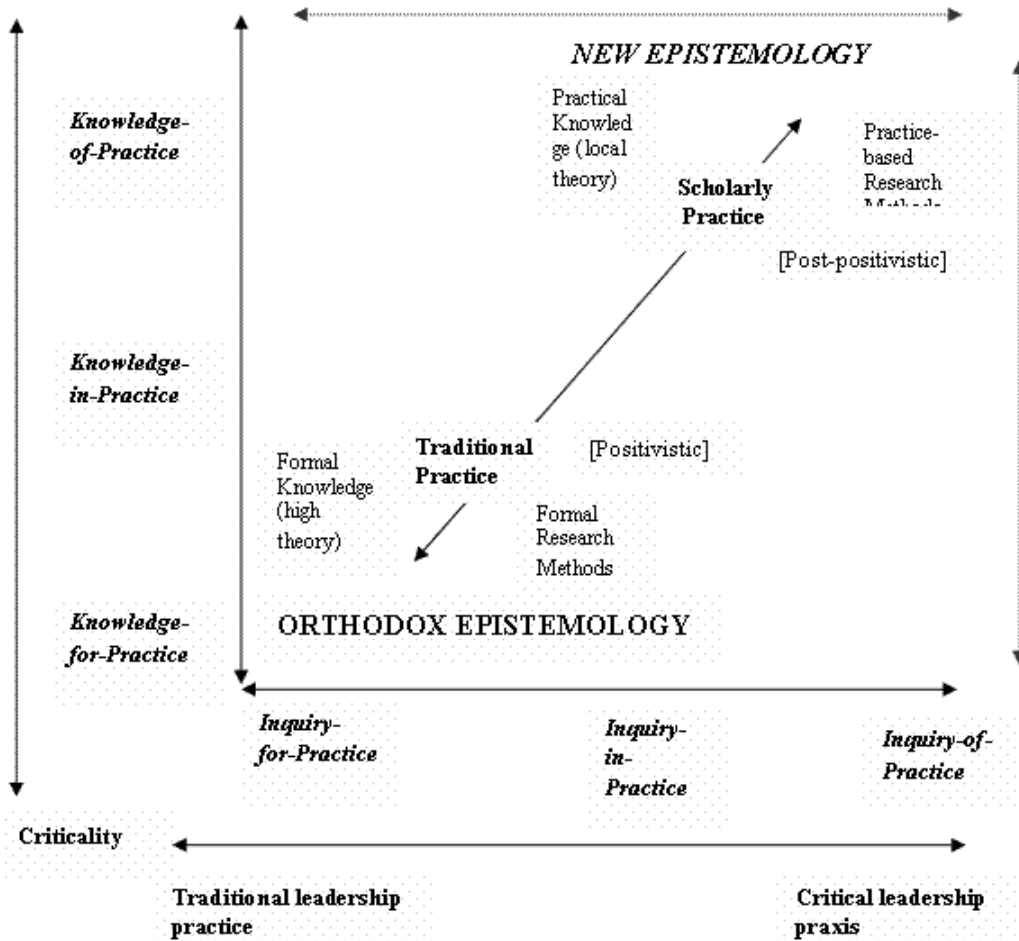 NEW EPISTEMOLOGY
Practical
Knowled
ge (local
theory)
Practice-
based
Research
Methods
Scholarly
Practice
[Post-positivistic]
Knowledge-
of-Practice
Knowledge-
in-Practice
Traditional
Practice
[Positivistic]
Formal
Knowledge
(high
theory)
Formal
Research
Methods
Knowledge-
for-Practice
ORTHODOX EPISTEMOLOGY
Inquiry-
for-Practice
Inquiry-
in-
Practice
Inquiry-of-
Practice
Criticality
Traditional leadership
practice
Critical leadership
praxis